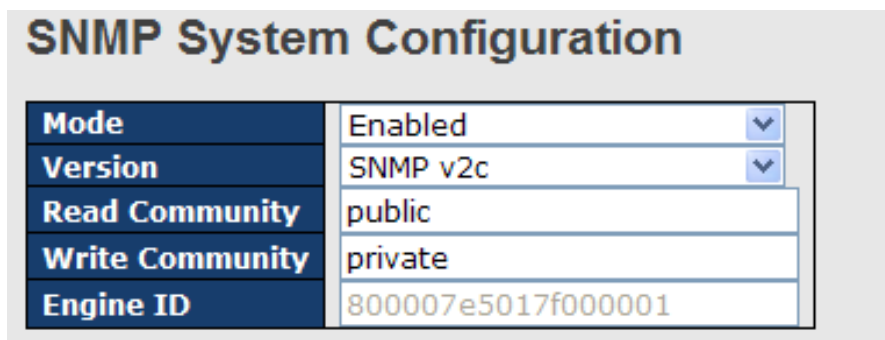 SNMP System Configuration
Mode Enabled
Version SNMP v2c
Read Community public
Write Community private
Engine ID 800007e5017f000001